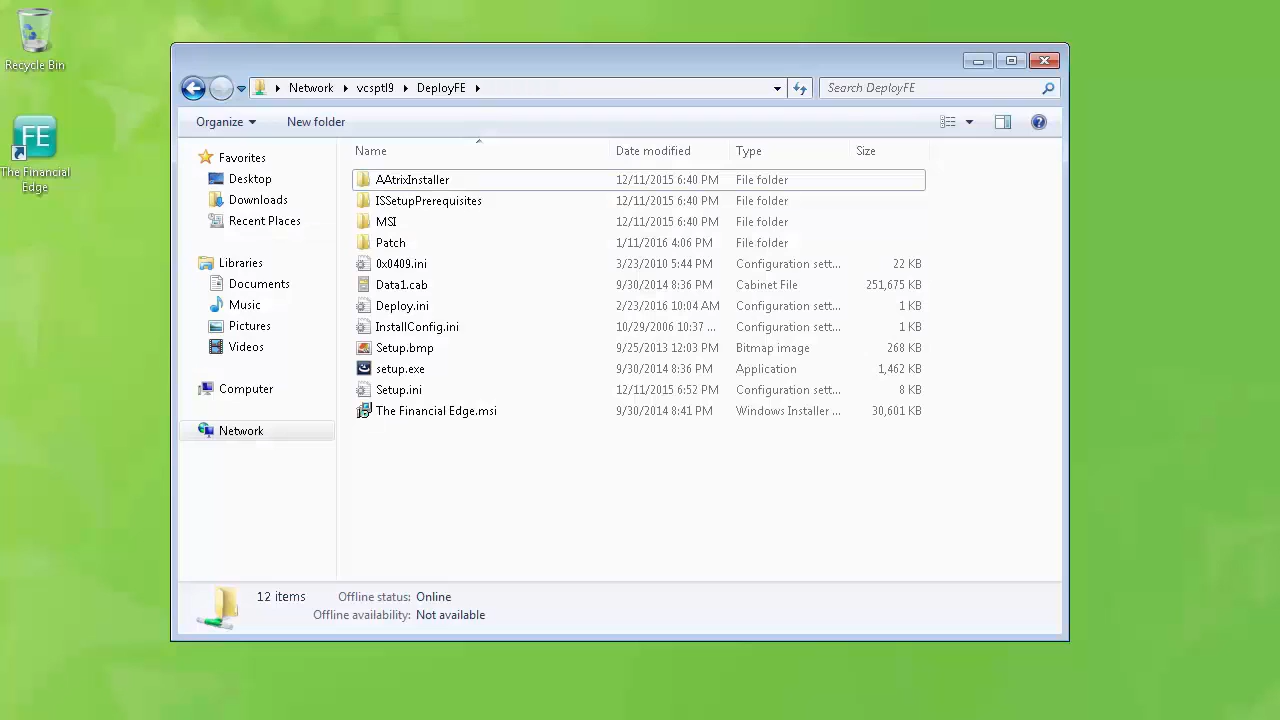 Recycle Bin
The Financial
Edge
Network vcsptl9 DeployFE
Search DeployFE
Organize New folder
Name Date modified Type Size
Favorites
Desktop
Downloads
Recent Places
Libraries
Documents
Music
Pictures
Videos
Computer
Network
AAtrixInstaller 12/11/2015 6:40 PM File folder
ISSetupPrerequisites 12/11/2015 6:40 PM File folder
MSI 12/11/2015 6:40 PM File folder
Patch 1/11/2016 4:06 PM File folder
0x0409.ini 3/23/2010 5:44 PM Configuration sett... 22 KB
Data1.cab 9/30/2014 8:36 PM Cabinet File 251,675 KB
Deploy.ini 2/23/2016 10:04 AM Configuration sett... 1 KB
InstallConfig.ini 10/29/2006 10:37 ... Configuration sett... 1 KB
Setup.bmp 9/25/2013 12:03 PM Bitmap image 268 KB
setup.exe 9/30/2014 8:36 PM Application 1,462 KB
Setup.ini 12/11/2015 6:52 PM Configuration sett... 8 KB
The Financial Edge.msi 9/30/2014 8:41 PM Windows Installer ... 30,601 KB
12 items Offline status: Online
Offline availability: Not available
FE